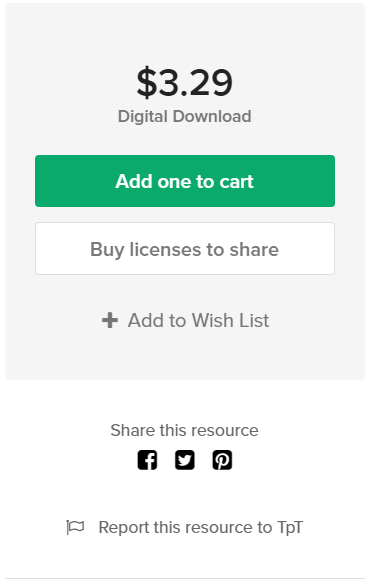 $3.29
Digital Download
Add one to cart
Buy licenses to share
Add to Wish List
Share this resource
Report this resource to TpT